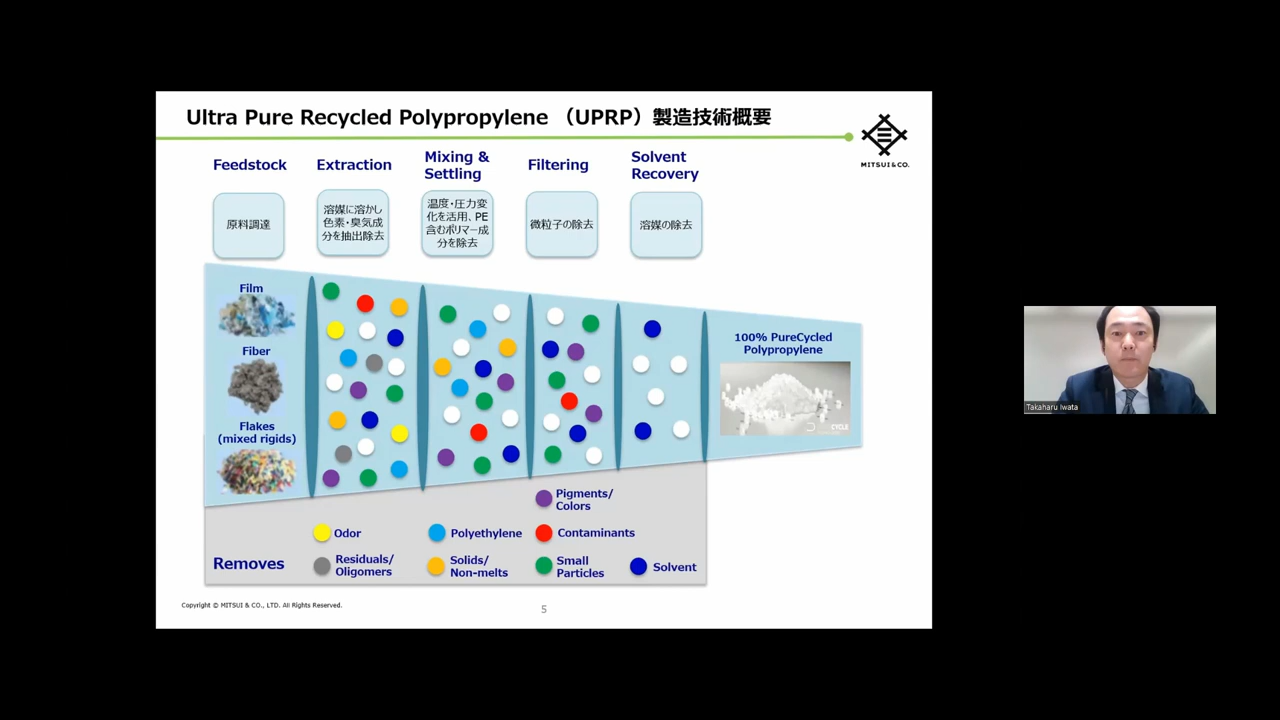 Ultra Pure Recycled Polypropylene （UPRP）製造技術概要
MITSUI & CO.
Feedstock
Extraction
Mixing &
Settling
Filtering
Solvent
Recovery
原料調達
溶媒に溶かし
色素・臭気成
分を抽出除去
温度・圧力変
化を活用、PE
含むポリマー成
分を除去
微粒子の除去
溶媒の除去
Film
Fiber
Flakes
(mixed rigids)
100% PureCycled
Polypropylene
CYCLE
Takaharu Iwata
Removes
Odor
Residuals/
Oligomers
Polyethylene
Solids/
Non-melts
Pigments/
Colors
Contaminants
Small
Particles
Solvent
Copyright © MITSUI & CO., LTD. All Rights Reserved.
5